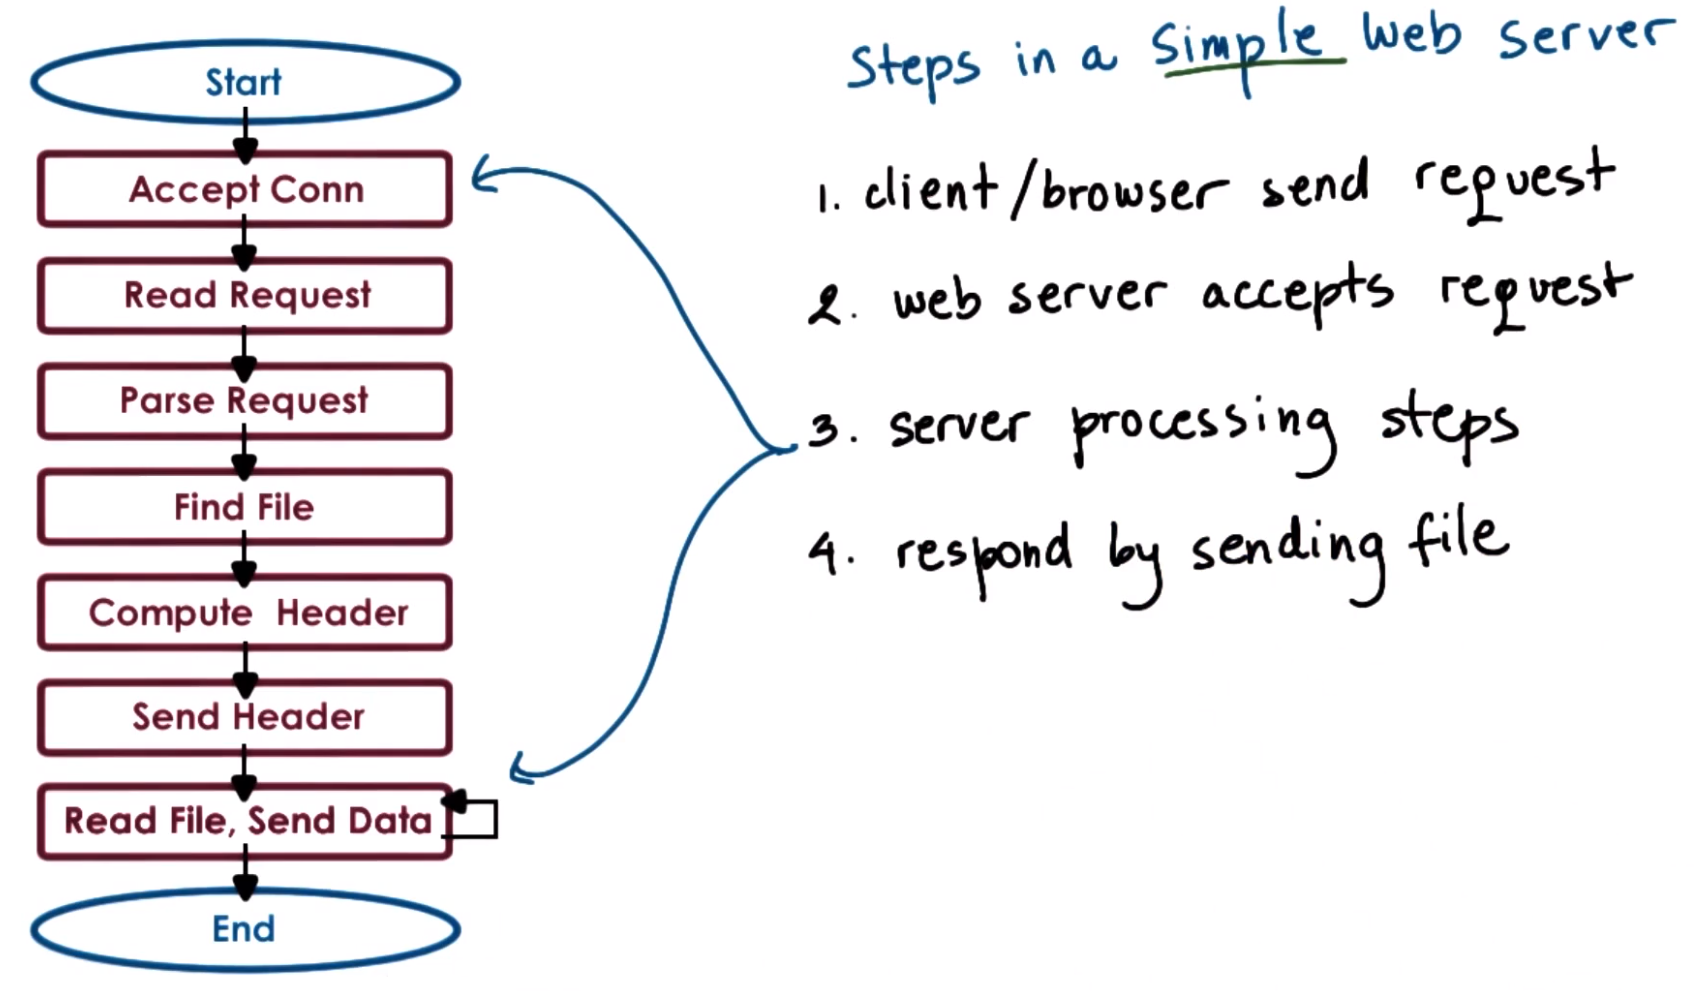 Start
Accept Conn
Read Request
Parse Request
Find File
Compute Header
Send Header
Read File, Send Data
End
Steps in a Simple Web server
1. client/browser send request
2. web server accepts request
3. server processing steps
4. respond by sending file